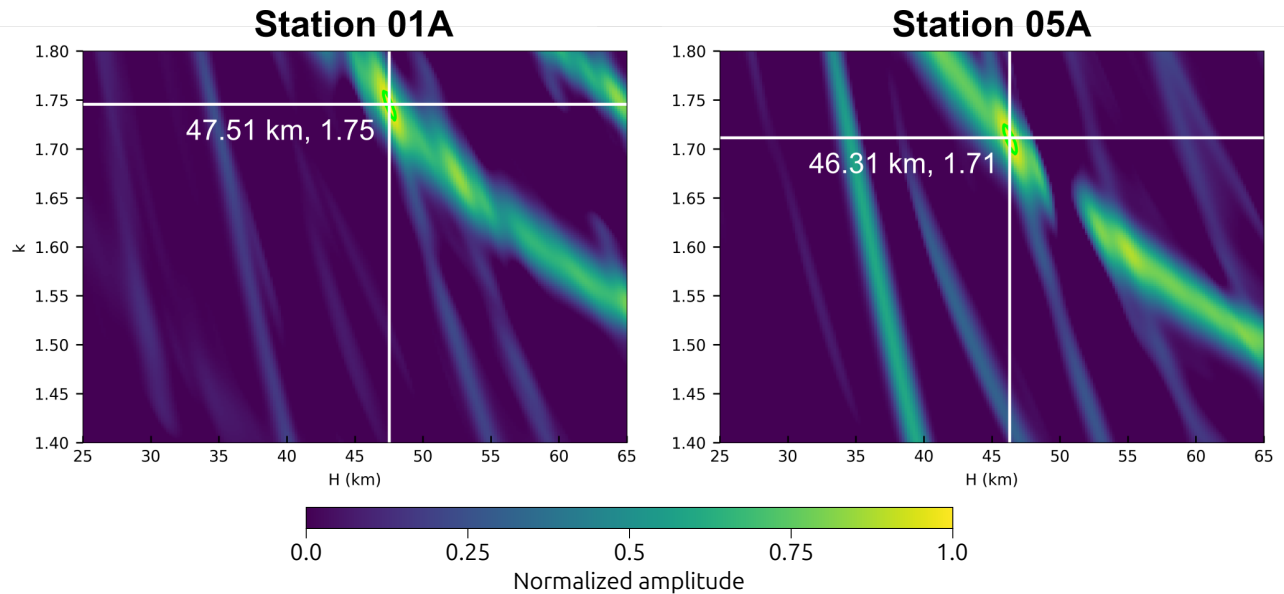 Station 01A
Station 05A
1.80
1.75
1.70
1.65
1.60
1.55
1.50
1.45
1.40
k
47.51 km, 1.75
25 30 35 40 45 50 55 60 65
H (km)
1.80
1.75
1.70
1.65
1.60
1.55
1.50
1.45
1.40
46.31 km, 1.71
25 30 35 40 45 50 55 60 65
H (km)
0.0 0.25 0.5 0.75 1.0
Normalized amplitude